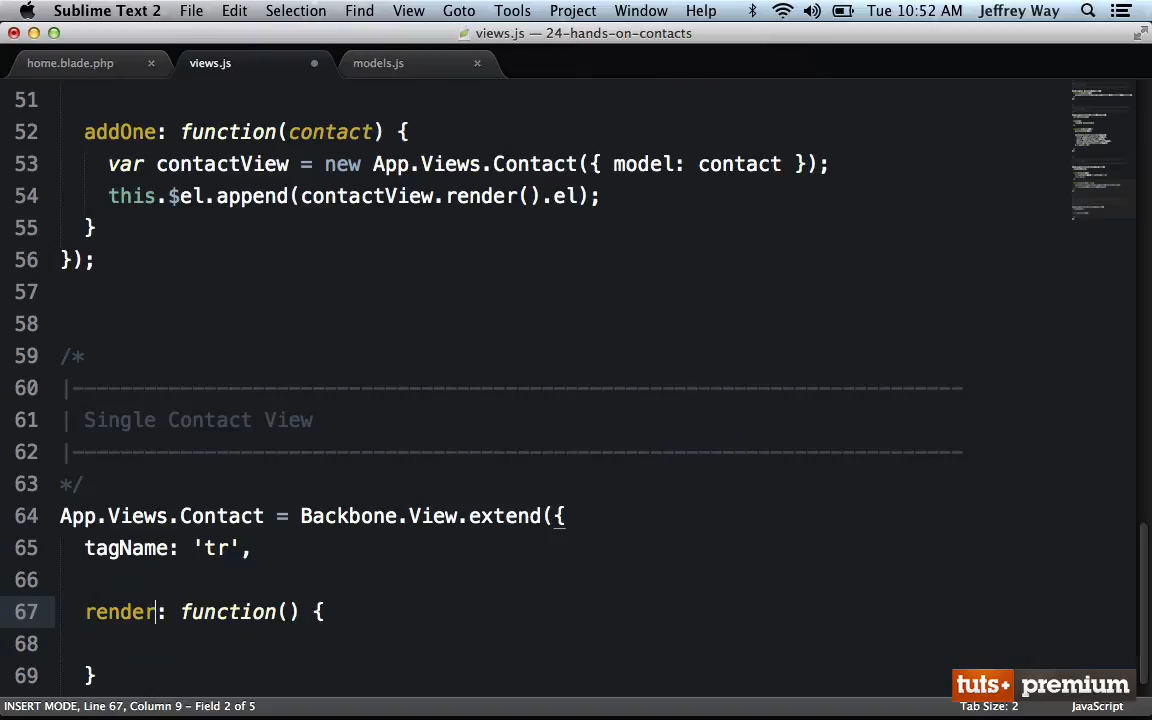 Sublime Text 2 File Edit Selection Find View Goto Tools Project Window Help Tue 10:52 AM Jeffrey Way
views.js — 24-hands-on-contacts
home.blade.php × views.js models.js ×
51
52 addOne: function(contact) {
53 var contactView = new App.Views.Contact({ model: contact });
54 this.$el.append(contactView.render().el);
55 }
56 });
57
58
59 /*
60 |---------------------------------------------------------------------------
61 | Single Contact View
62 |---------------------------------------------------------------------------
63 */
64 App.Views.Contact = Backbone.View.extend({
65 tagName: 'tr',
66
67 render: function() {
68
69 }
tuts+ premium
INSERT MODE, Line 67, Column 9 - Field 2 of 5 Tab Size: 2 JavaScript